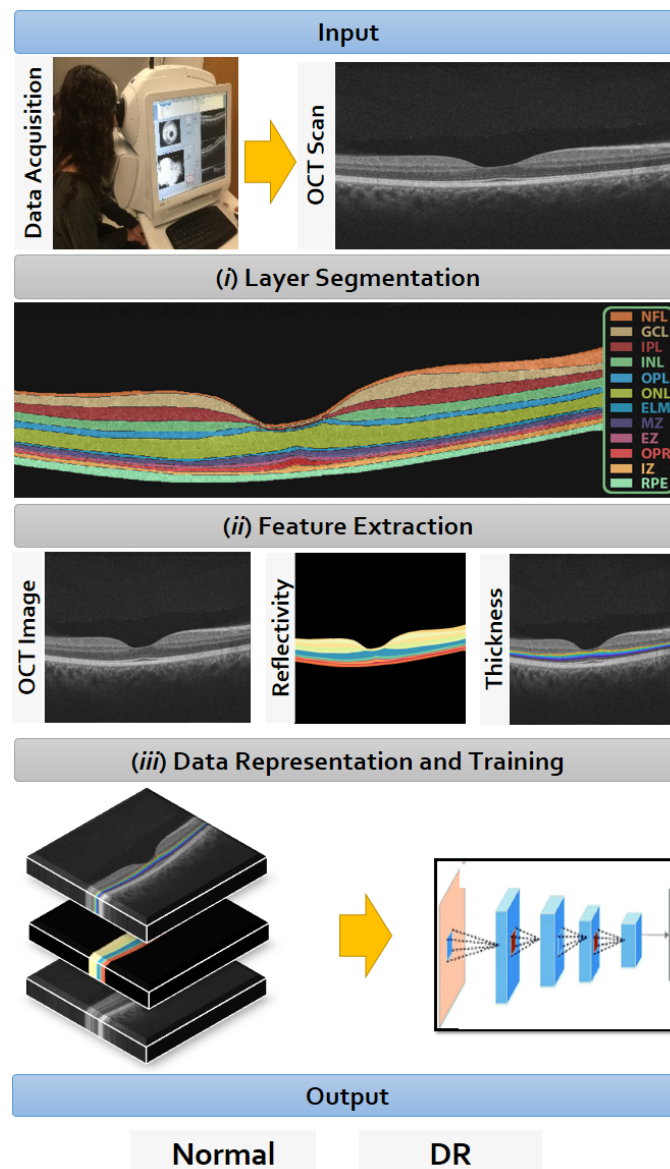 Input
Data Acquisition
OCT Scan
(i) Layer Segmentation
NFL
GCL
IPL
INL
OPL
ONL
ELM
MZ
EZ
OPR
IZ
RPE
(ii) Feature Extraction
OCT Image
Reflectivity
Thickness
(iii) Data Representation and Training
Output
Normal
DR